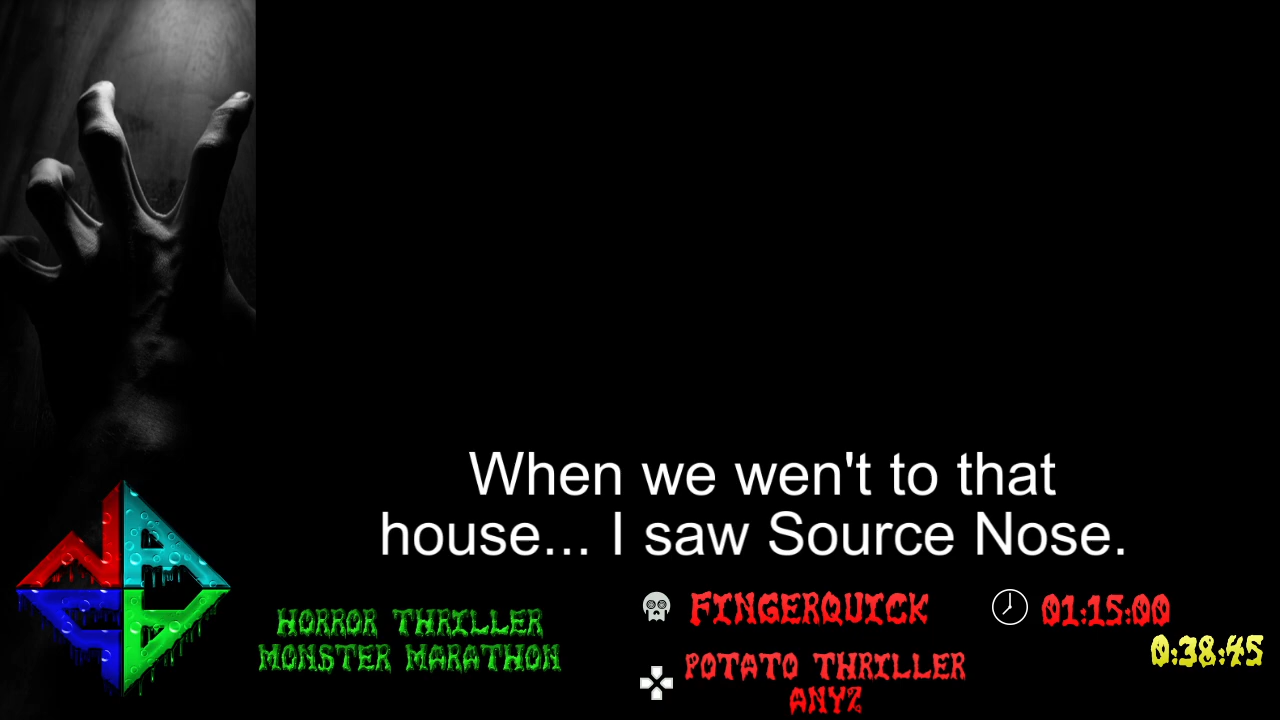 When we wen't to that
house... I saw Source Nose.
HORROR THRILLER
MONSTER MARATHON
FINGERQUICK
01:15:00
0:38:45
POTATO THRILLER
ANY%